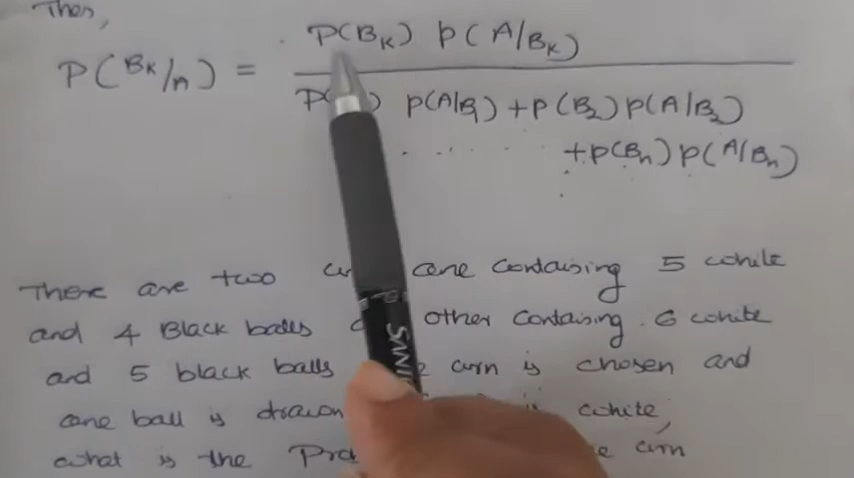 Then,
P(BK/n) = P(BK) P(A/BK)
P( ) P(A/B1) + P(B2) P(A/B2)
. . . . . . . + P(Bn) P(A/Bn)
There are two one containing 5 white
and 4 Black balls other containing 6 white
and 5 black balls urn is chosen and
one ball is drawn white,
what is the urn